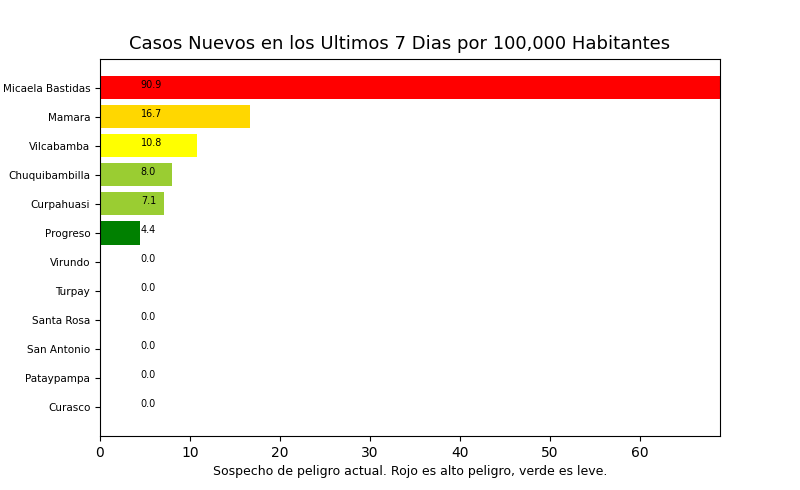 Casos Nuevos en los Ultimos 7 Dias por 100,000 Habitantes
Micaela Bastidas 90.9
Mamara 16.7
Vilcabamba 10.8
Chuquibambilla 8.0
Curpahuasi 7.1
Progreso 4.4
Virundo 0.0
Turpay 0.0
Santa Rosa 0.0
San Antonio 0.0
Pataypampa 0.0
Curasco 0.0
0 10 20 30 40 50 60
Sospecho de peligro actual. Rojo es alto peligro, verde es leve.